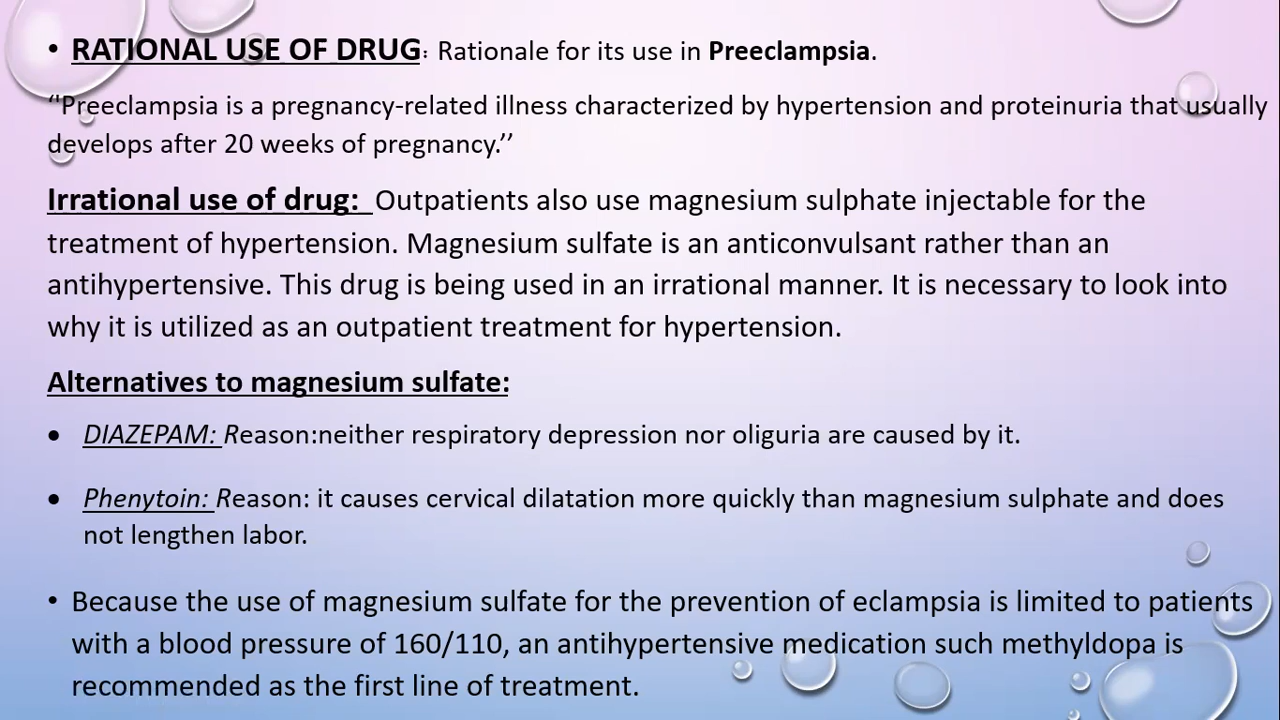 • RATIONAL USE OF DRUG: Rationale for its use in Preeclampsia.
‘‘Preeclampsia is a pregnancy-related illness characterized by hypertension and proteinuria that usually
develops after 20 weeks of pregnancy.’’
Irrational use of drug: Outpatients also use magnesium sulphate injectable for the
treatment of hypertension. Magnesium sulfate is an anticonvulsant rather than an
antihypertensive. This drug is being used in an irrational manner. It is necessary to look into
why it is utilized as an outpatient treatment for hypertension.
Alternatives to magnesium sulfate:
• DIAZEPAM: Reason:neither respiratory depression nor oliguria are caused by it.
• Phenytoin: Reason: it causes cervical dilatation more quickly than magnesium sulphate and does
not lengthen labor.
• Because the use of magnesium sulfate for the prevention of eclampsia is limited to patients
with a blood pressure of 160/110, an antihypertensive medication such methyldopa is
recommended as the first line of treatment.